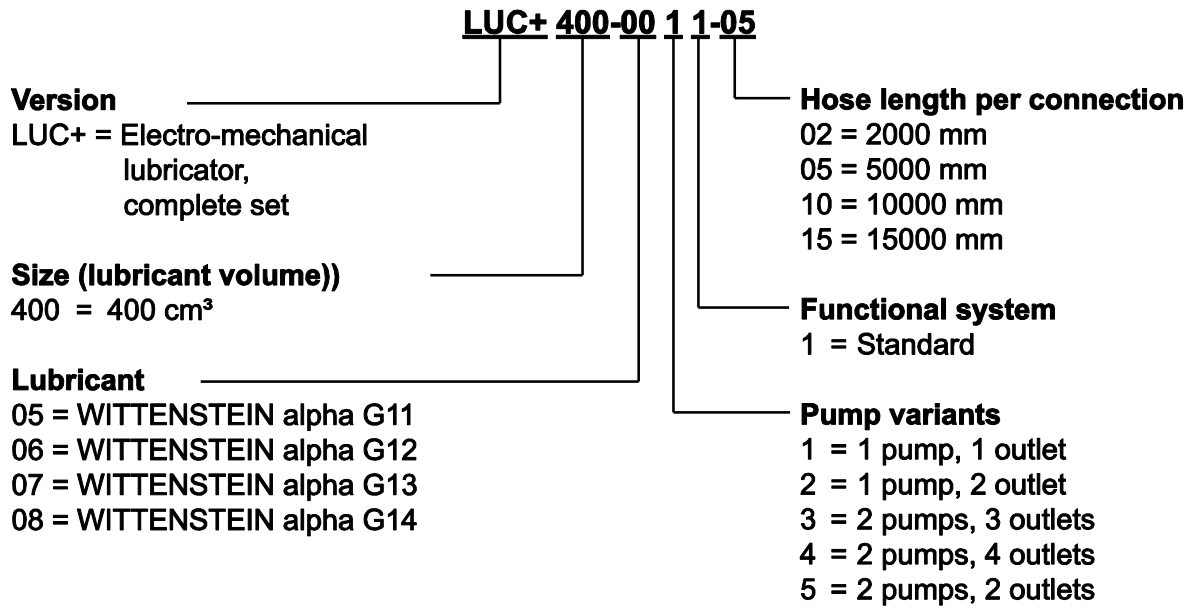 LUC+ 400-00 1 1-05
Version
LUC+ = Electro-mechanical
lubricator,
complete set
Size (lubricant volume))
400 = 400 cm³
Lubricant
05 = WITTENSTEIN alpha G11
06 = WITTENSTEIN alpha G12
07 = WITTENSTEIN alpha G13
08 = WITTENSTEIN alpha G14
Hose length per connection
02 = 2000 mm
05 = 5000 mm
10 = 10000 mm
15 = 15000 mm
Functional system
1 = Standard
Pump variants
1 = 1 pump, 1 outlet
2 = 1 pump, 2 outlet
3 = 2 pumps, 3 outlets
4 = 2 pumps, 4 outlets
5 = 2 pumps, 2 outlets